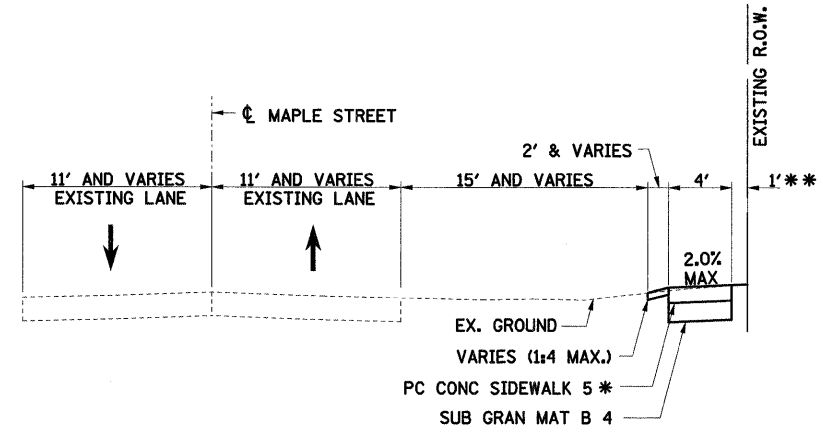 EXISTING R.O.W.
℄ MAPLE STREET
2' & VARIES
11' AND VARIES
EXISTING LANE
11' AND VARIES
EXISTING LANE
15' AND VARIES
4'
1'**
2.0%
MAX
EX. GROUND
VARIES (1:4 MAX.)
PC CONC SIDEWALK 5 *
SUB GRAN MAT B 4